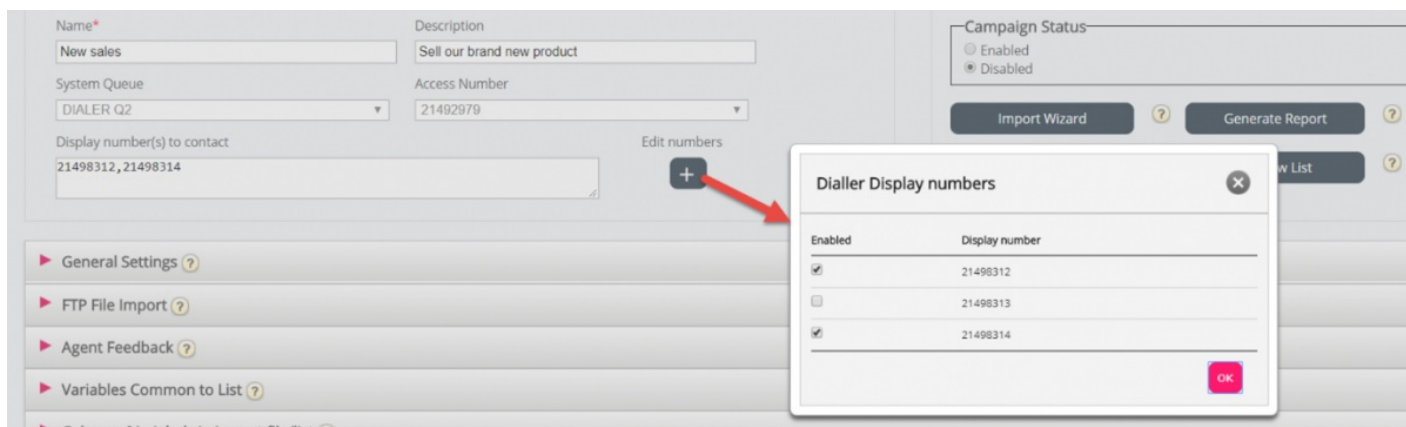 Name*
Description
New sales
Sell our brand new product
System Queue
Access Number
DIALER Q2
21492979
Display number(s) to contact
Edit numbers
21498312,21498314
+
Campaign Status
Enabled
Disabled
Import Wizard
?
Generate Report
?
w List
?
Dialler Display numbers
Enabled
Display number
21498312
21498313
21498314
OK
General Settings ?
FTP File Import ?
Agent Feedback ?
Variables Common to List ?